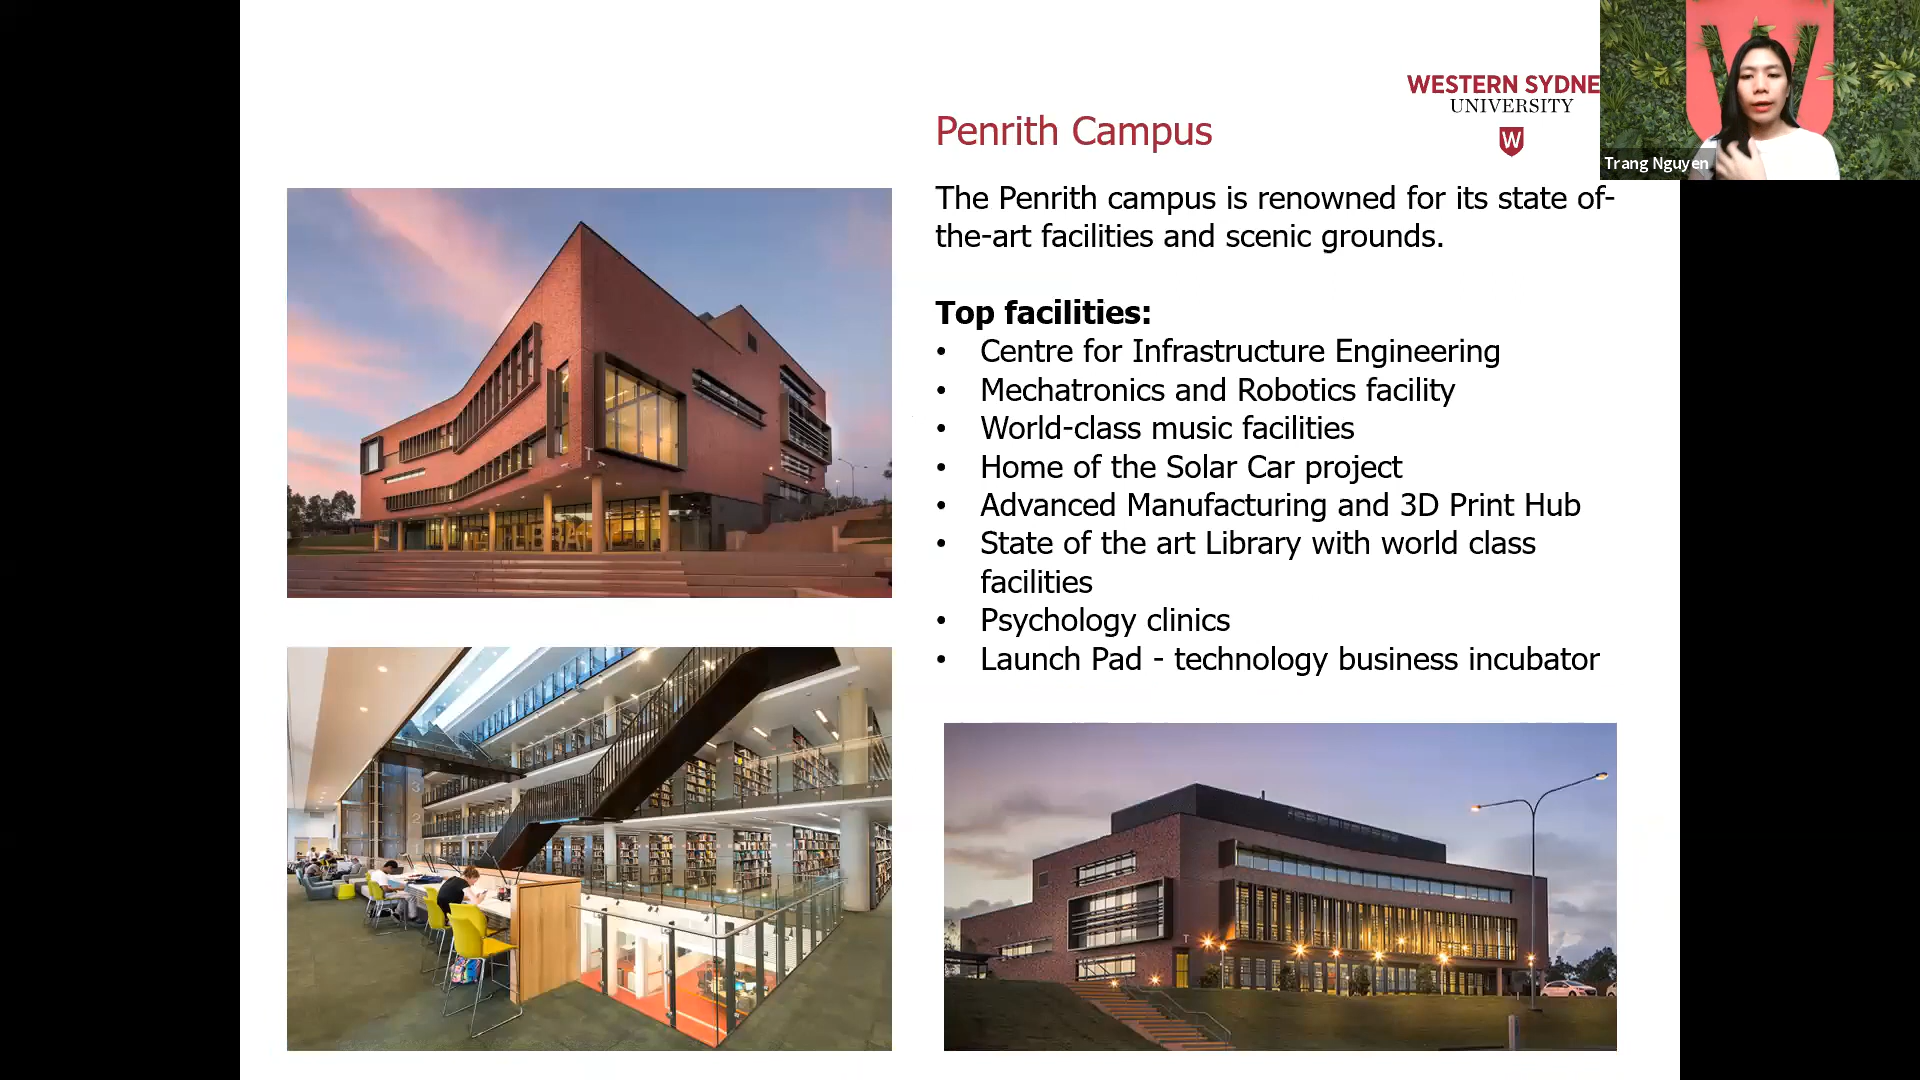 WESTERN SYDNE
UNIVERSITY
W
Trang Nguyen
Penrith Campus
The Penrith campus is renowned for its state of-
the-art facilities and scenic grounds.
Top facilities:
• Centre for Infrastructure Engineering
• Mechatronics and Robotics facility
• World-class music facilities
• Home of the Solar Car project
• Advanced Manufacturing and 3D Print Hub
• State of the art Library with world class
facilities
• Psychology clinics
• Launch Pad - technology business incubator
3
2